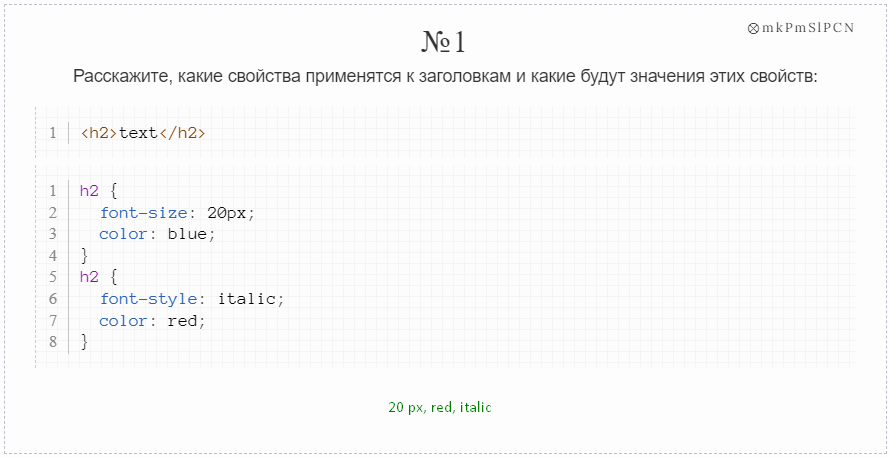 ⊗mkPmSlPCN
№1
Расскажите, какие свойства применятся к заголовкам и какие будут значения этих свойств:
1 <h2>text</h2>
1 h2 {
2 font-size: 20px;
3 color: blue;
4 }
5 h2 {
6 font-style: italic;
7 color: red;
8 }
20 px, red, italic